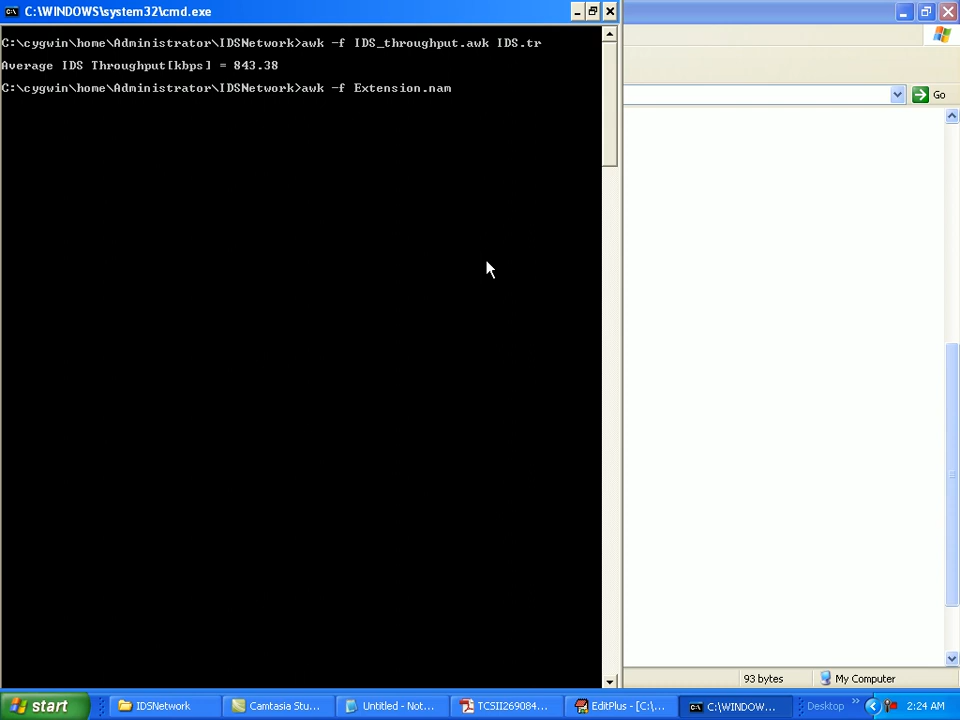 C:\WINDOWS\system32\cmd.exe
C:\cygwin\home\Administrator\IDSNetwork>awk -f IDS_throughput.awk IDS.tr
Average IDS Throughput[kbps] = 843.38
C:\cygwin\home\Administrator\IDSNetwork>awk -f Extension.nam
Go
93 bytes
My Computer
start
IDSNetwork
Camtasia Stu...
Untitled - Not...
TCSII269084...
EditPlus - [C:\...
C:\WINDOW...
Desktop
2:24 AM